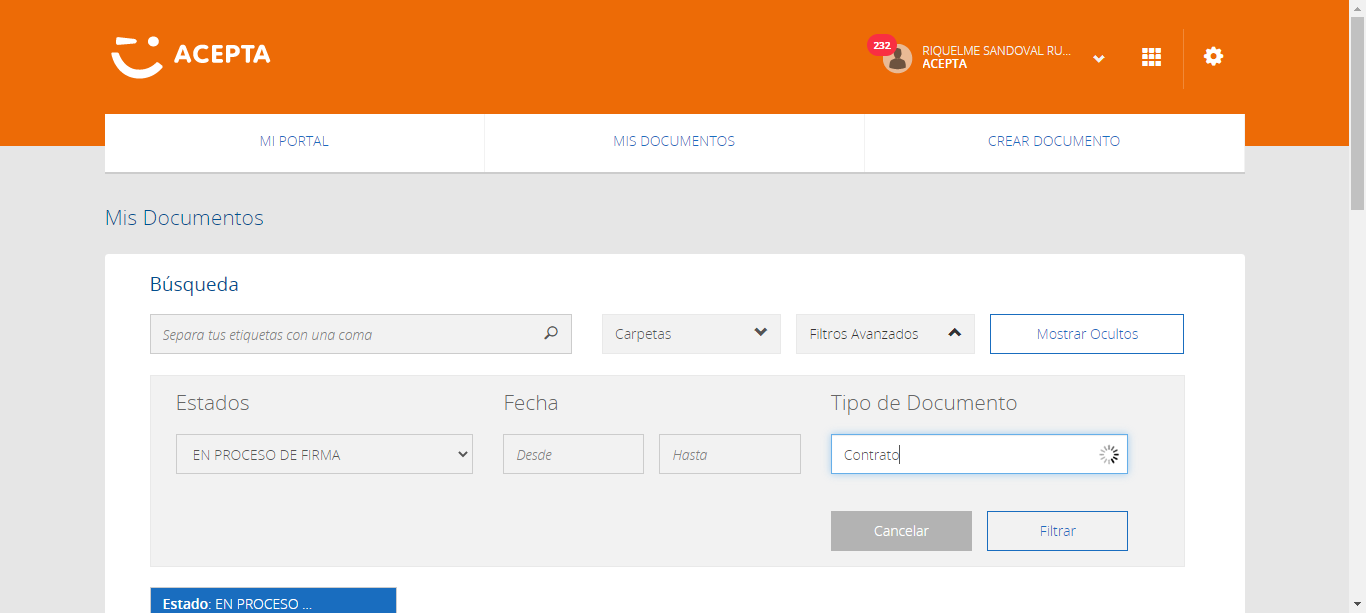 ACEPTA
232
RIQUELME SANDOVAL RU...
ACEPTA
MI PORTAL
MIS DOCUMENTOS
CREAR DOCUMENTO
Mis Documentos
Búsqueda
Separa tus etiquetas con una coma
Carpetas
Filtros Avanzados
Mostrar Ocultos
Estados
Fecha
Tipo de Documento
EN PROCESO DE FIRMA
Desde
Hasta
Contrato
Cancelar
Filtrar
Estado: EN PROCESO ...